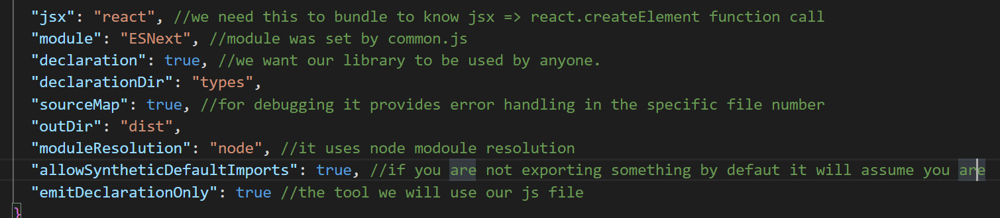 "jsx": "react", //we need this to bundle to know jsx => react.createElement function call
"module": "ESNext", //module was set by common.js
"declaration": true, //we want our library to be used by anyone.
"declarationDir": "types",
"sourceMap": true, //for debugging it provides error handling in the specific file number
"outDir": "dist",
"moduleResolution": "node", //it uses node modoule resolution
"allowSyntheticDefaultImports": true, //if you are not exporting something by defaut it will assume you are
"emitDeclarationOnly": true //the tool we will use our js file
}